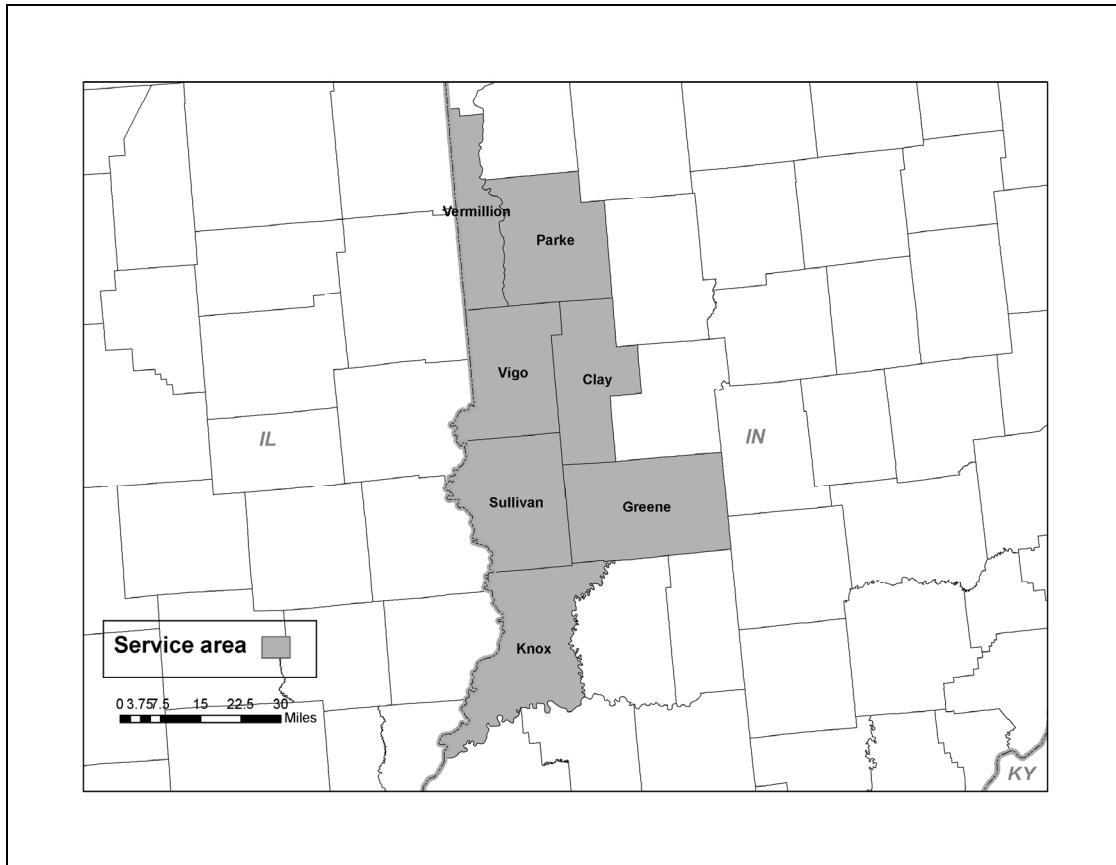 Vermillion
Parke
Vigo
Clay
IL
IN
Sullivan
Greene
Service area
Knox
0 3.75 7.5 15 22.5 30
Miles
KY